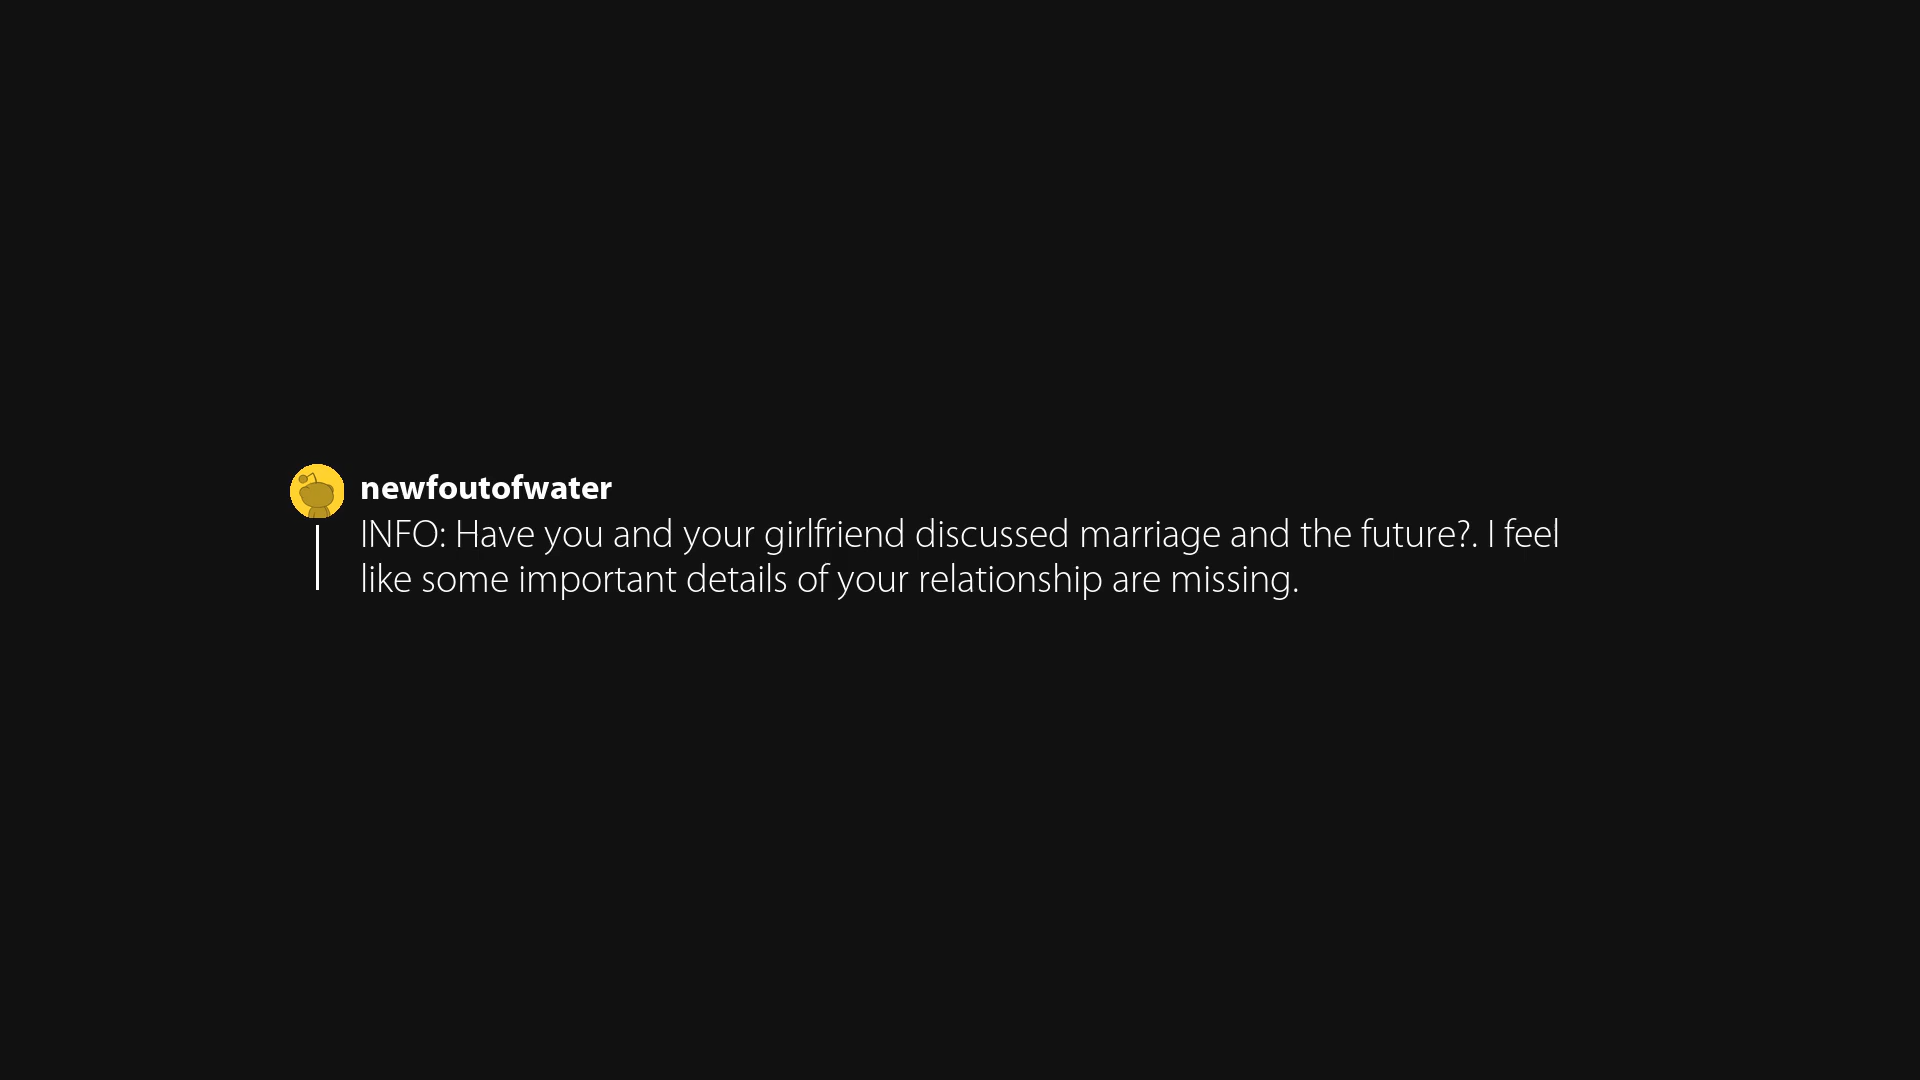 newfoutofwater
INFO: Have you and your girlfriend discussed marriage and the future?. I feel
like some important details of your relationship are missing.